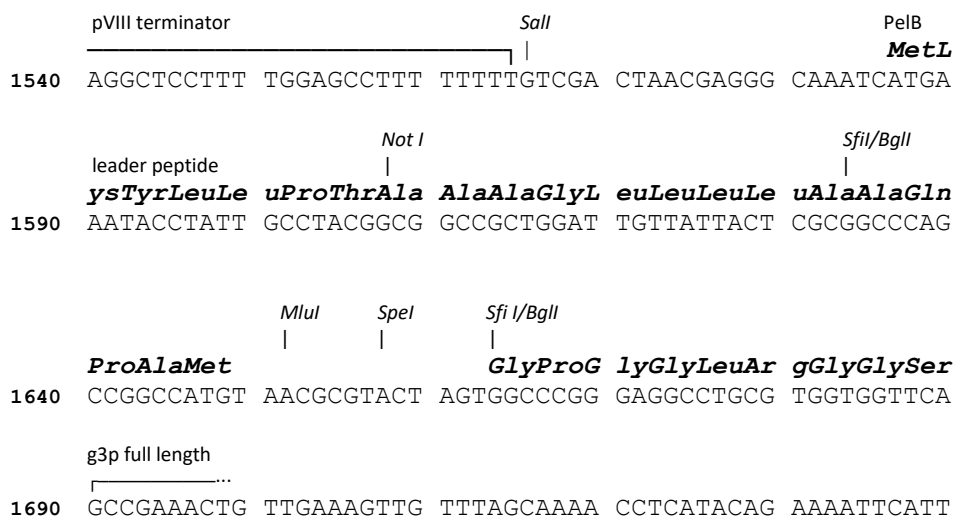 pVIII terminator SalI PelB
MetL
1540 AGGCTCCTTT TGGAGCCTTT TTTTTGTCGA CTAACGAGGG CAAATCATGA
Not I SfiI/BglI
leader peptide
ysTyrLeuLe uProThrAla AlaAlaGlyL euLeuLeuLe uAlaAlaGln
1590 AATACCTATT GCCTACGGCG GCCGCTGGAT TGTTATTACT CGCGGCCCAG
MluI SpeI Sfi I/BglI
ProAlaMet GlyProG lyGlyLeuAr gGlyGlySer
1640 CCGGCCATGT AACGCGTACT AGTGGCCCGG GAGGCCTGCG TGGTGGTTCA
g3p full length
...
1690 GCCGAAACTG TTGAAAGTTG TTTAGCAAAA CCTCATACAG AAAATTCATT